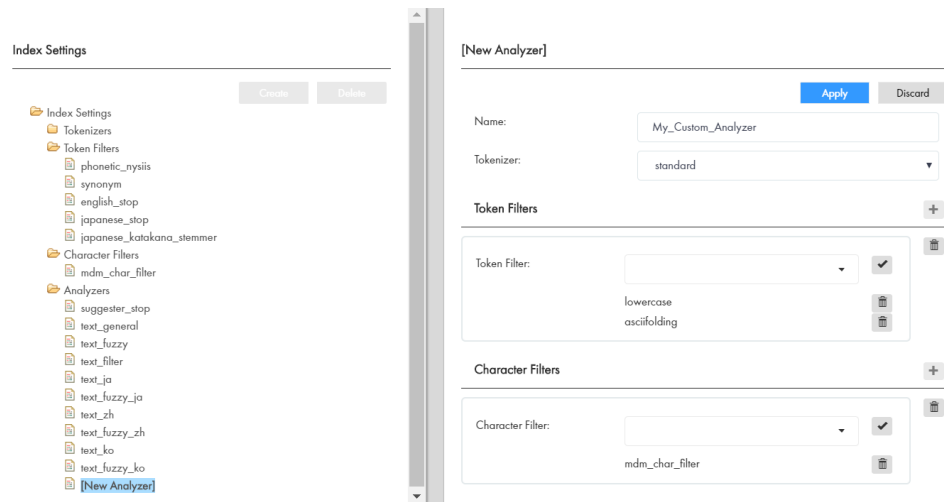 Index Settings
Create Delete
Index Settings
Tokenizers
Token Filters
phonetic_nysiis
synonym
english_stop
japanese_stop
japanese_katakana_stemmer
Character Filters
mdm_char_filter
Analyzers
suggester_stop
text_general
text_fuzzy
text_filter
text_ja
text_fuzzy_ja
text_zh
text_fuzzy_zh
text_ko
text_fuzzy_ko
[New Analyzer]
[New Analyzer]
Apply Discard
Name: My_Custom_Analyzer
Tokenizer: standard
Token Filters
Token Filter:
lowercase
asciifolding
Character Filters
Character Filter:
mdm_char_filter